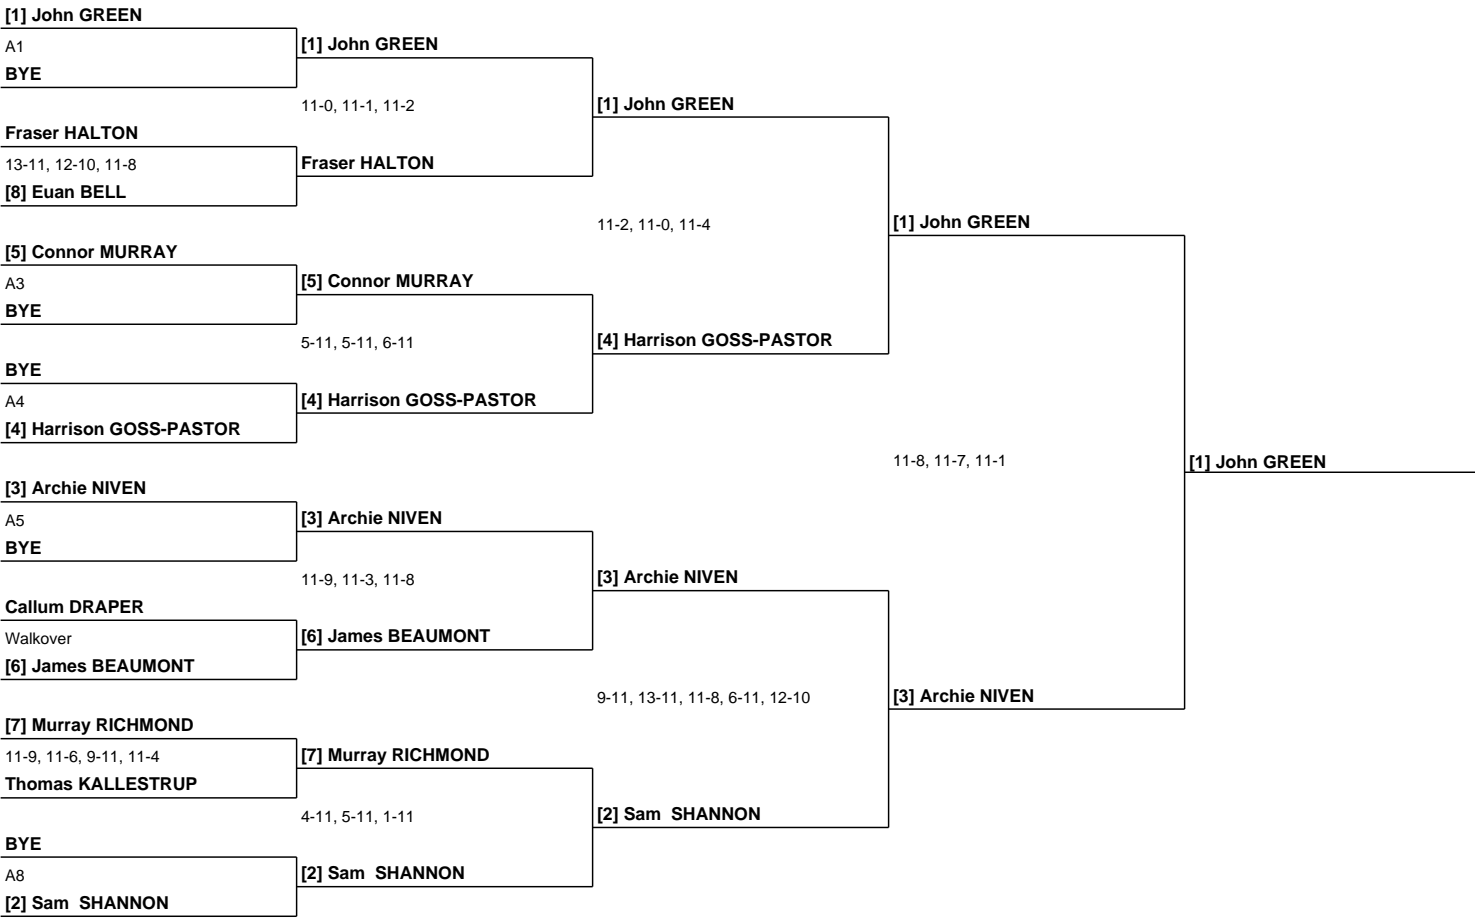 [1] John GREEN
A1
BYE
Fraser HALTON
13-11, 12-10, 11-8
[8] Euan BELL
[5] Connor MURRAY
A3
BYE
BYE
A4
[4] Harrison GOSS-PASTOR
[3] Archie NIVEN
A5
BYE
Callum DRAPER
Walkover
[6] James BEAUMONT
[7] Murray RICHMOND
11-9, 11-6, 9-11, 11-4
Thomas KALLESTRUP
BYE
A8
[2] Sam  SHANNON
[1] John GREEN
11-0, 11-1, 11-2
Fraser HALTON
[5] Connor MURRAY
5-11, 5-11, 6-11
[4] Harrison GOSS-PASTOR
[3] Archie NIVEN
11-9, 11-3, 11-8
[6] James BEAUMONT
[7] Murray RICHMOND
4-11, 5-11, 1-11
[2] Sam  SHANNON
[1] John GREEN
11-2, 11-0, 11-4
[4] Harrison GOSS-PASTOR
[3] Archie NIVEN
9-11, 13-11, 11-8, 6-11, 12-10
[2] Sam  SHANNON
[1] John GREEN
11-8, 11-7, 11-1
[3] Archie NIVEN
[1] John GREEN